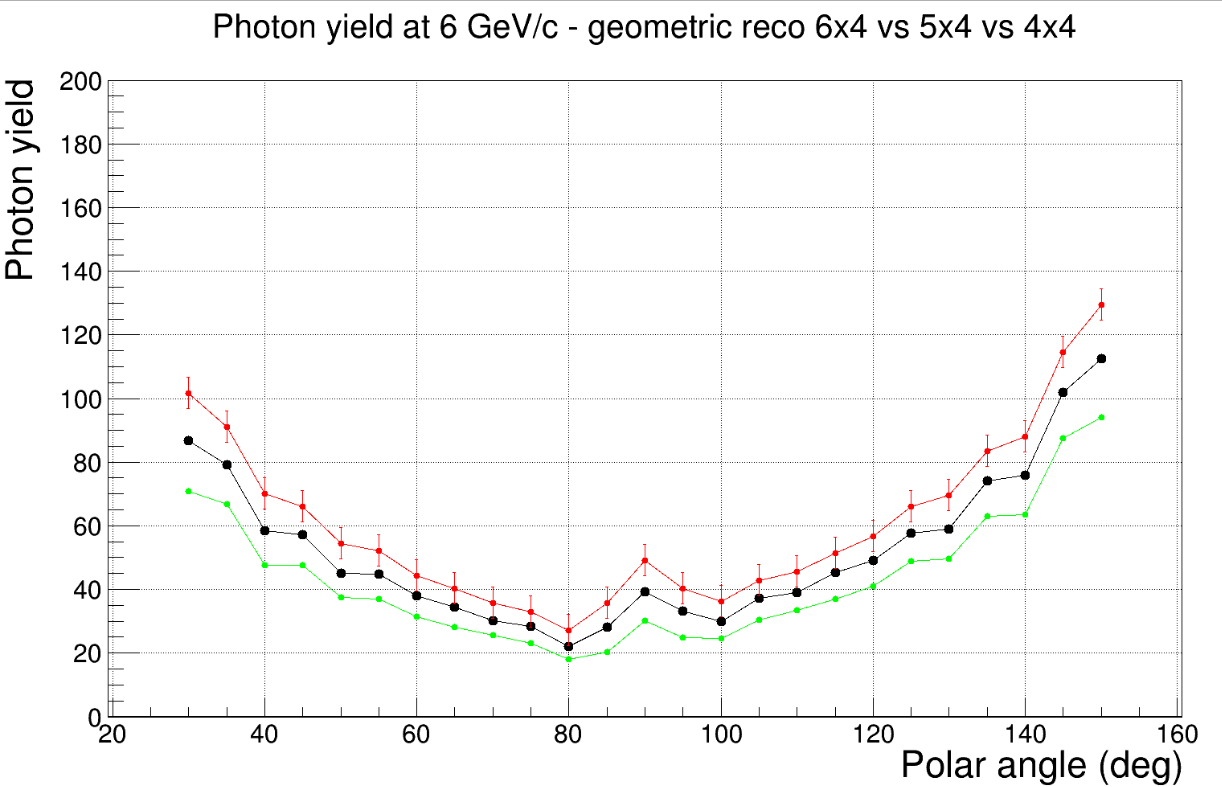 Photon yield at 6 GeV/c - geometric reco 6x4 vs 5x4 vs 4x4
Photon yield
200
180
160
140
120
100
80
60
40
20
0
20 40 60 80 100 120 140 160
Polar angle (deg)